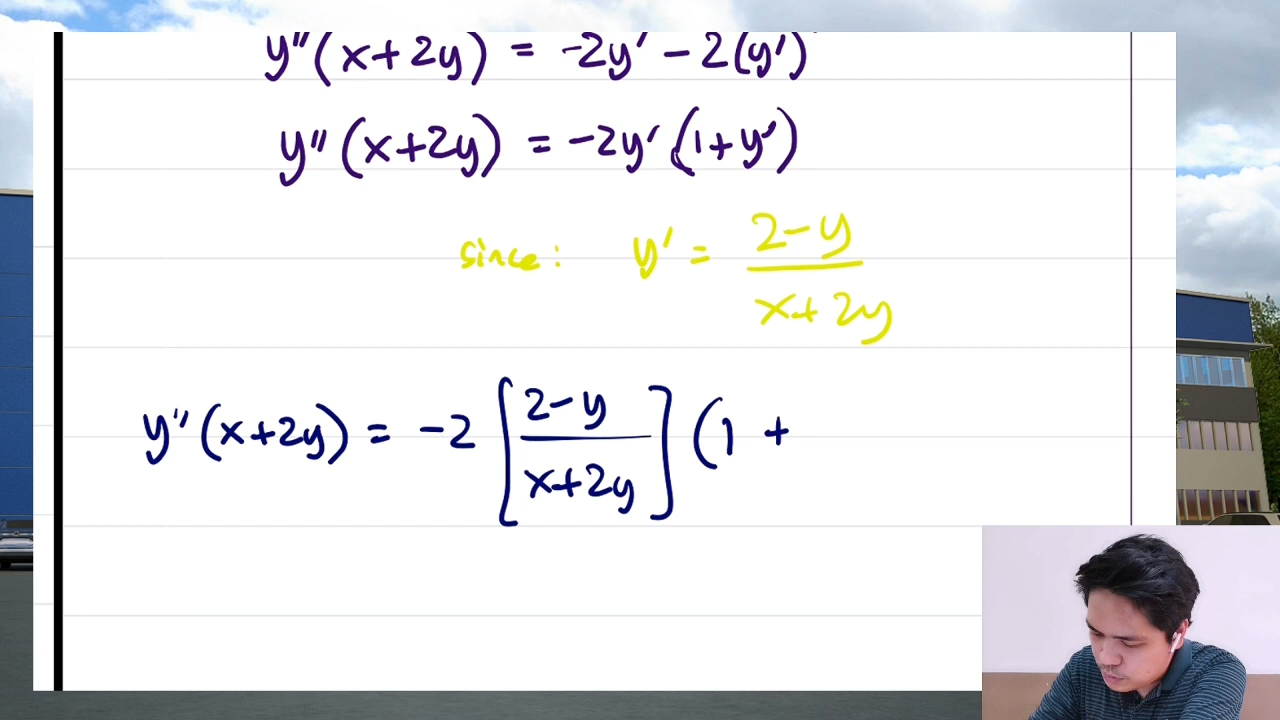 y''(x+2y) = -2y' - 2(y')
y''(x+2y) = -2y'(1+y')
since: y' = 2-y / x+2y
y''(x+2y) = -2 [2-y / x+2y] (1 +